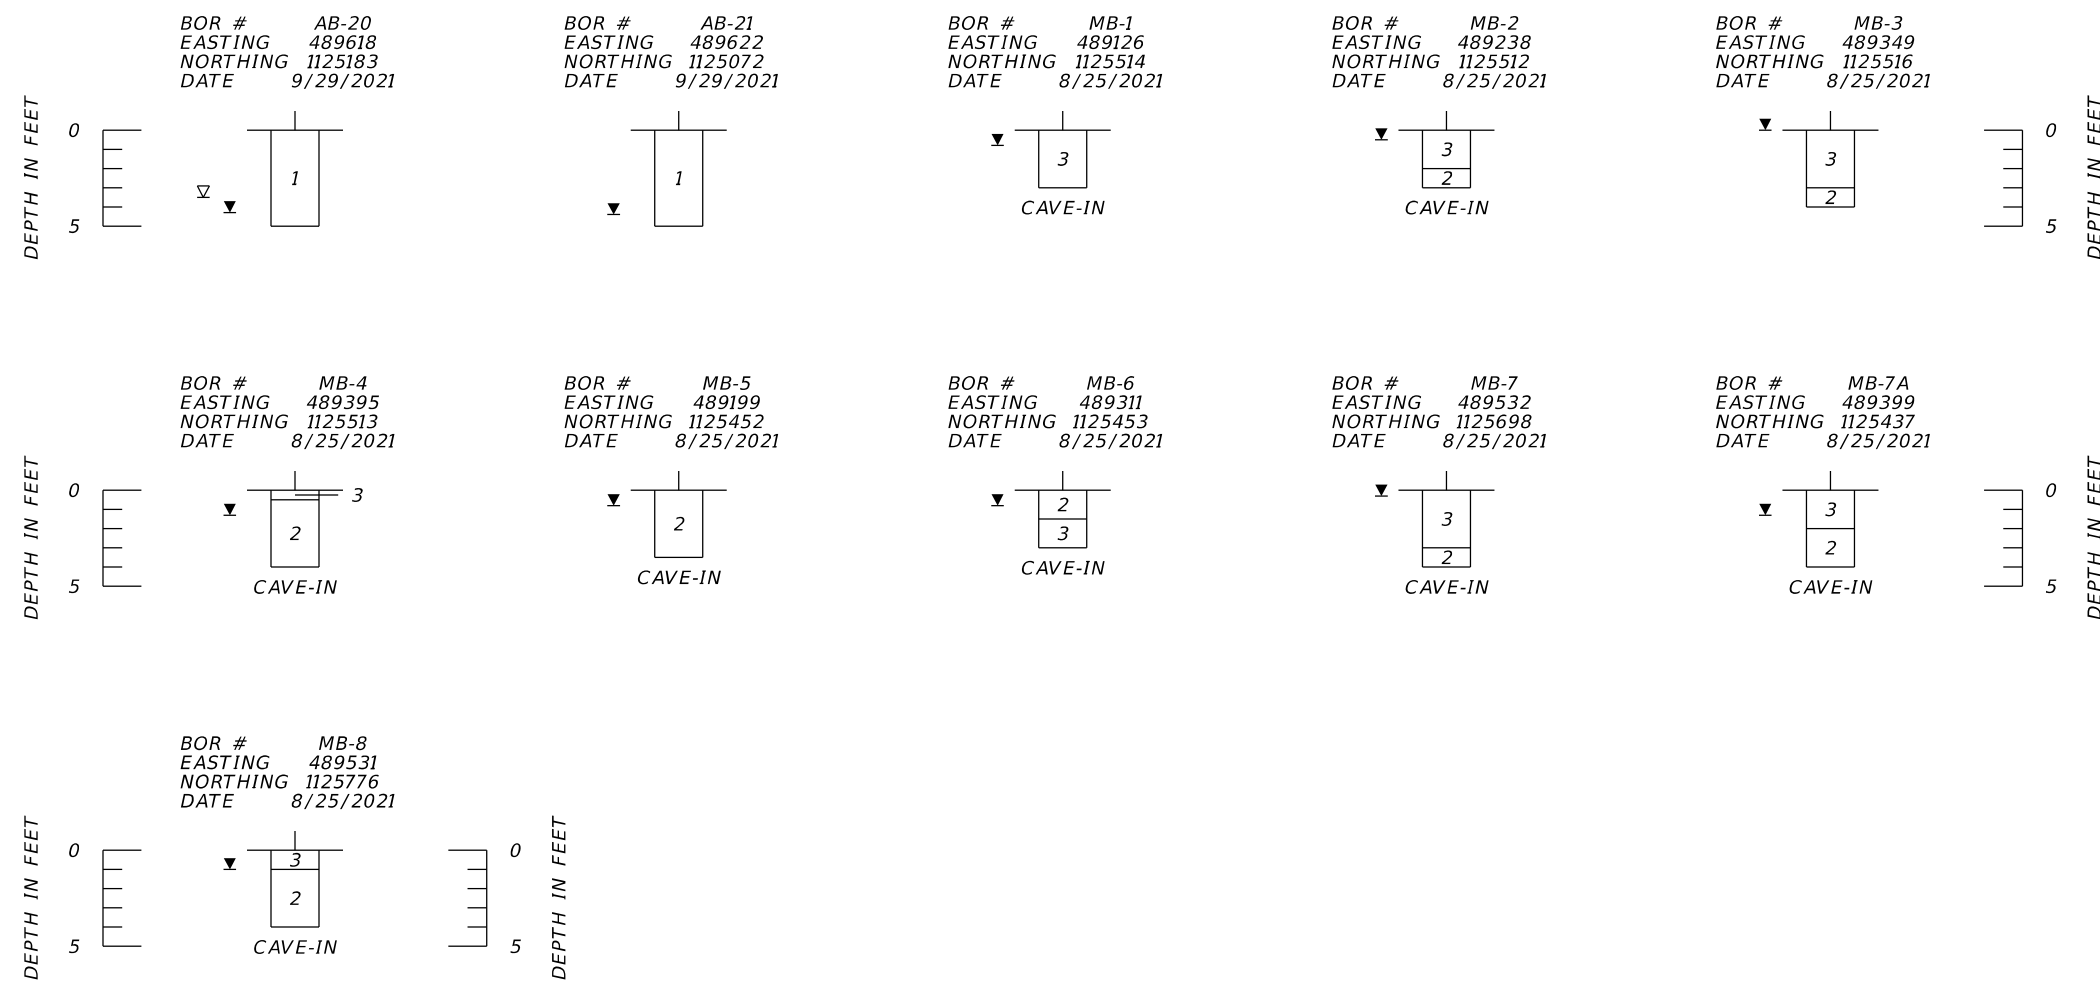 BOR # AB-20
EASTING 489618
NORTHING 1125183
DATE 9/29/2021
BOR # AB-21
EASTING 489622
NORTHING 1125072
DATE 9/29/2021
BOR # MB-1
EASTING 489126
NORTHING 1125514
DATE 8/25/2021
BOR # MB-2
EASTING 489238
NORTHING 1125512
DATE 8/25/2021
BOR # MB-3
EASTING 489349
NORTHING 1125516
DATE 8/25/2021
DEPTH IN FEET
0
5
1
1
3
CAVE-IN
3
2
CAVE-IN
3
2
0
5
DEPTH IN FEET
BOR # MB-4
EASTING 489395
NORTHING 1125513
DATE 8/25/2021
BOR # MB-5
EASTING 489199
NORTHING 1125452
DATE 8/25/2021
BOR # MB-6
EASTING 489311
NORTHING 1125453
DATE 8/25/2021
BOR # MB-7
EASTING 489532
NORTHING 1125698
DATE 8/25/2021
BOR # MB-7A
EASTING 489399
NORTHING 1125437
DATE 8/25/2021
DEPTH IN FEET
0
5
3
2
CAVE-IN
2
CAVE-IN
2
3
CAVE-IN
3
2
CAVE-IN
3
2
CAVE-IN
0
5
DEPTH IN FEET
BOR # MB-8
EASTING 489531
NORTHING 1125776
DATE 8/25/2021
DEPTH IN FEET
0
5
3
2
CAVE-IN
0
5
DEPTH IN FEET